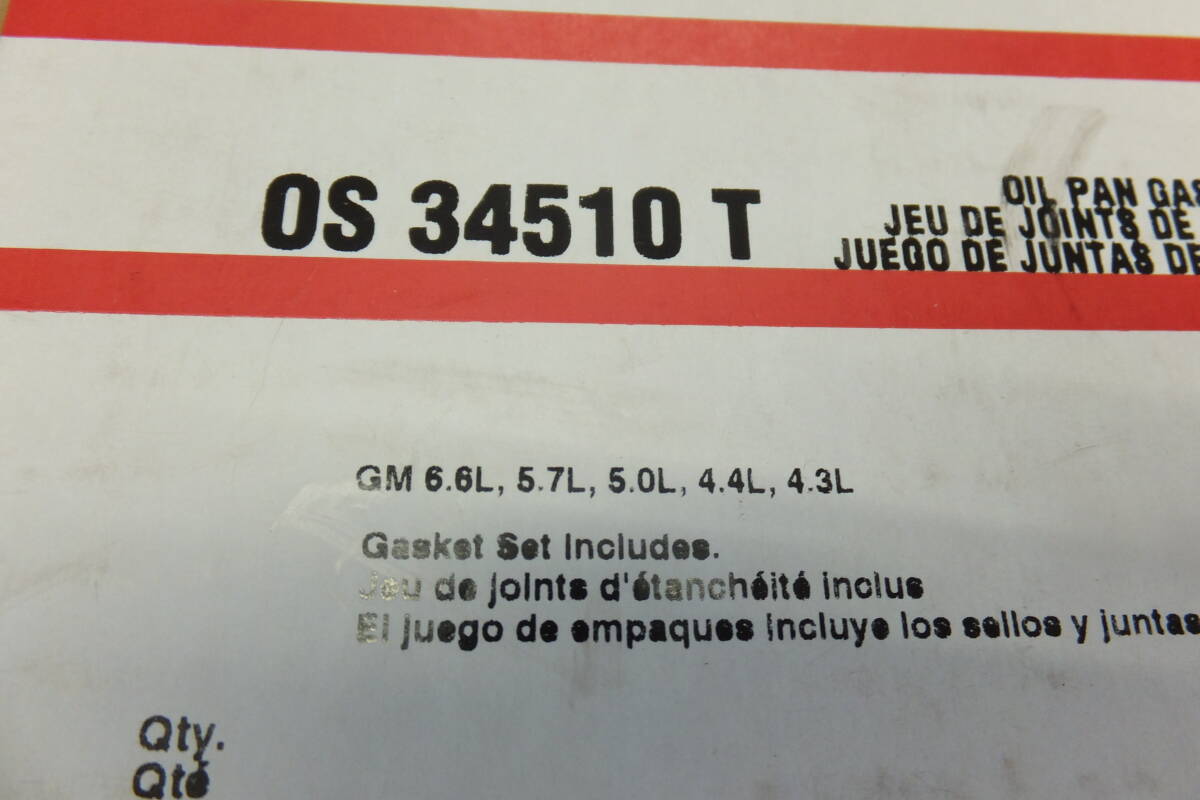 OS 34510 T
OIL PAN GAS
JEU DE JOINTS DE
JUEGO DE JUNTAS DE
GM 6.6L, 5.7L, 5.0L, 4.4L, 4.3L
Gasket Set Includes.
Jeu de joints d'étanchéité inclus
El juego de empaques incluye los sellos y juntas
Qty.
Qté